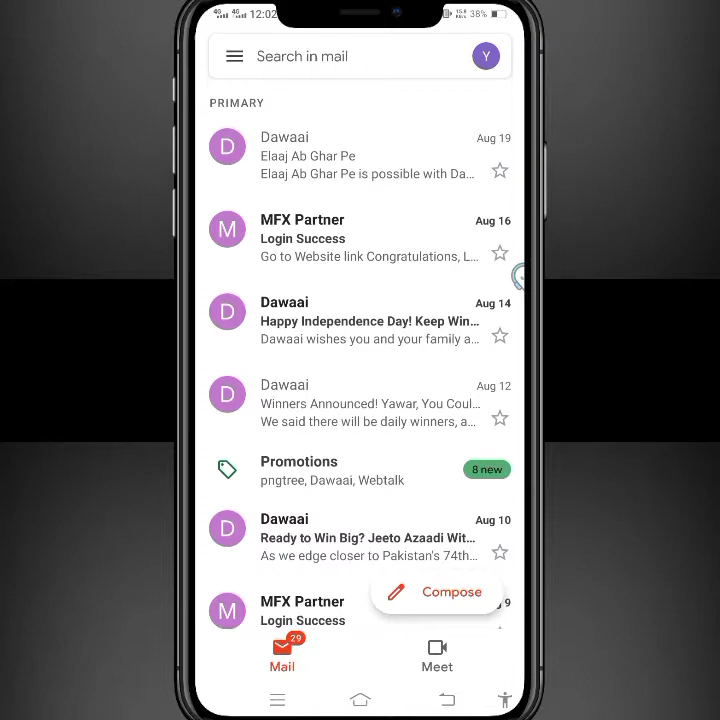 4G 4G 12:02 38%
Search in mail Y
PRIMARY
D Dawaai Aug 19
Elaaj Ab Ghar Pe
Elaaj Ab Ghar Pe is possible with Da...
M MFX Partner Aug 16
Login Success
Go to Website link Congratulations, L...
D Dawaai Aug 14
Happy Independence Day! Keep Win...
Dawaai wishes you and your family a...
D Dawaai Aug 12
Winners Announced! Yawar, You Coul...
We said there will be daily winners, a...
Promotions 8 new
pngtree, Dawaai, Webtalk
D Dawaai Aug 10
Ready to Win Big? Jeeto Azaadi Wit...
As we edge closer to Pakistan's 74th...
Compose
M MFX Partner 9
Login Success
29
Mail Meet